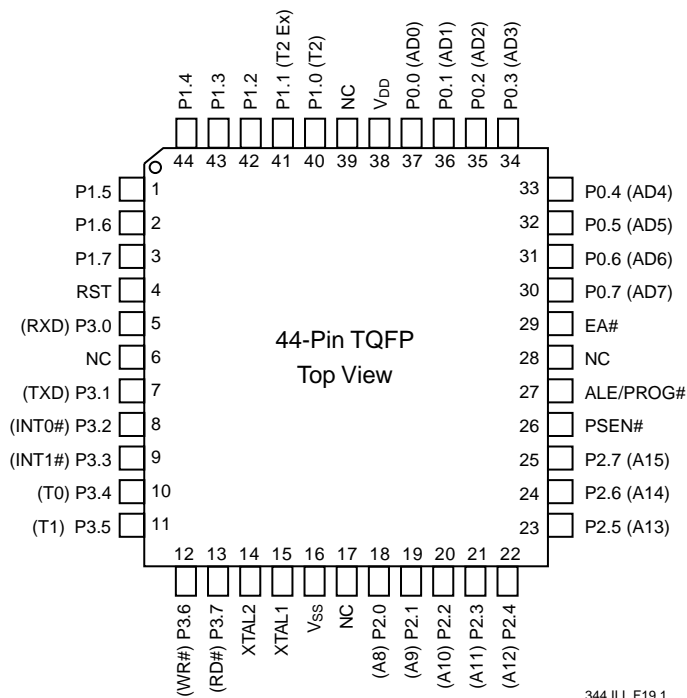 P1.4
P1.3
P1.2
P1.1 (T2 Ex)
P1.0 (T2)
NC
VDD
P0.0 (AD0)
P0.1 (AD1)
P0.2 (AD2)
P0.3 (AD3)
44 43 42 41 40 39 38 37 36 35 34
P1.5 1
P1.6 2
P1.7 3
RST 4
(RXD) P3.0 5
NC 6
(TXD) P3.1 7
(INT0#) P3.2 8
(INT1#) P3.3 9
(T0) P3.4 10
(T1) P3.5 11
44-Pin TQFP
Top View
33 P0.4 (AD4)
32 P0.5 (AD5)
31 P0.6 (AD6)
30 P0.7 (AD7)
29 EA#
28 NC
27 ALE/PROG#
26 PSEN#
25 P2.7 (A15)
24 P2.6 (A14)
23 P2.5 (A13)
12 13 14 15 16 17 18 19 20 21 22
(WR#) P3.6
(RD#) P3.7
XTAL2
XTAL1
VSS
NC
(A8) P2.0
(A9) P2.1
(A10) P2.2
(A11) P2.3
(A12) P2.4
344 ILL F19.1